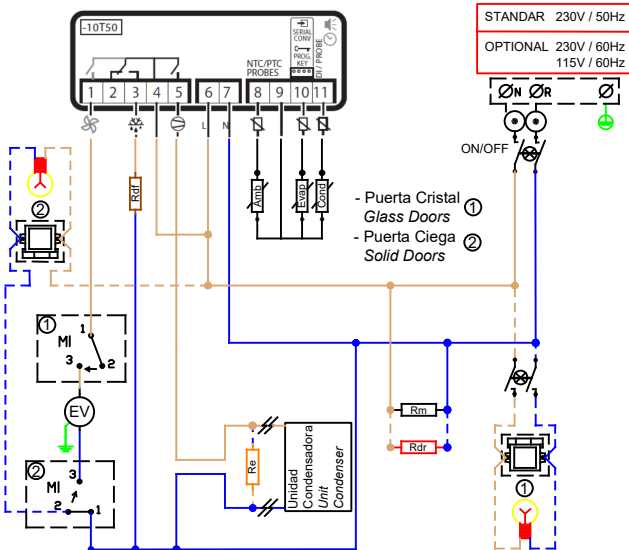 STANDAR 230V / 50Hz
OPTIONAL 230V / 60Hz
115V / 60Hz
-10T50
SERIAL
CONV
PROG.
KEY
DI / PROBE
NTC/PTC
PROBES
1 2 3 4 5 6 7 8 9 10 11
L N
ØN ØR Ø
ON/OFF
2
Rdf
Amb
Evap
Cond
- Puerta Cristal 1
Glass Doors
- Puerta Ciega 2
Solid Doors
1
MI
1
3 2
EV
2
MI
3
2 1
Re
Unidad
Condensadora
Unit
Condenser
Rm
Rdr
1